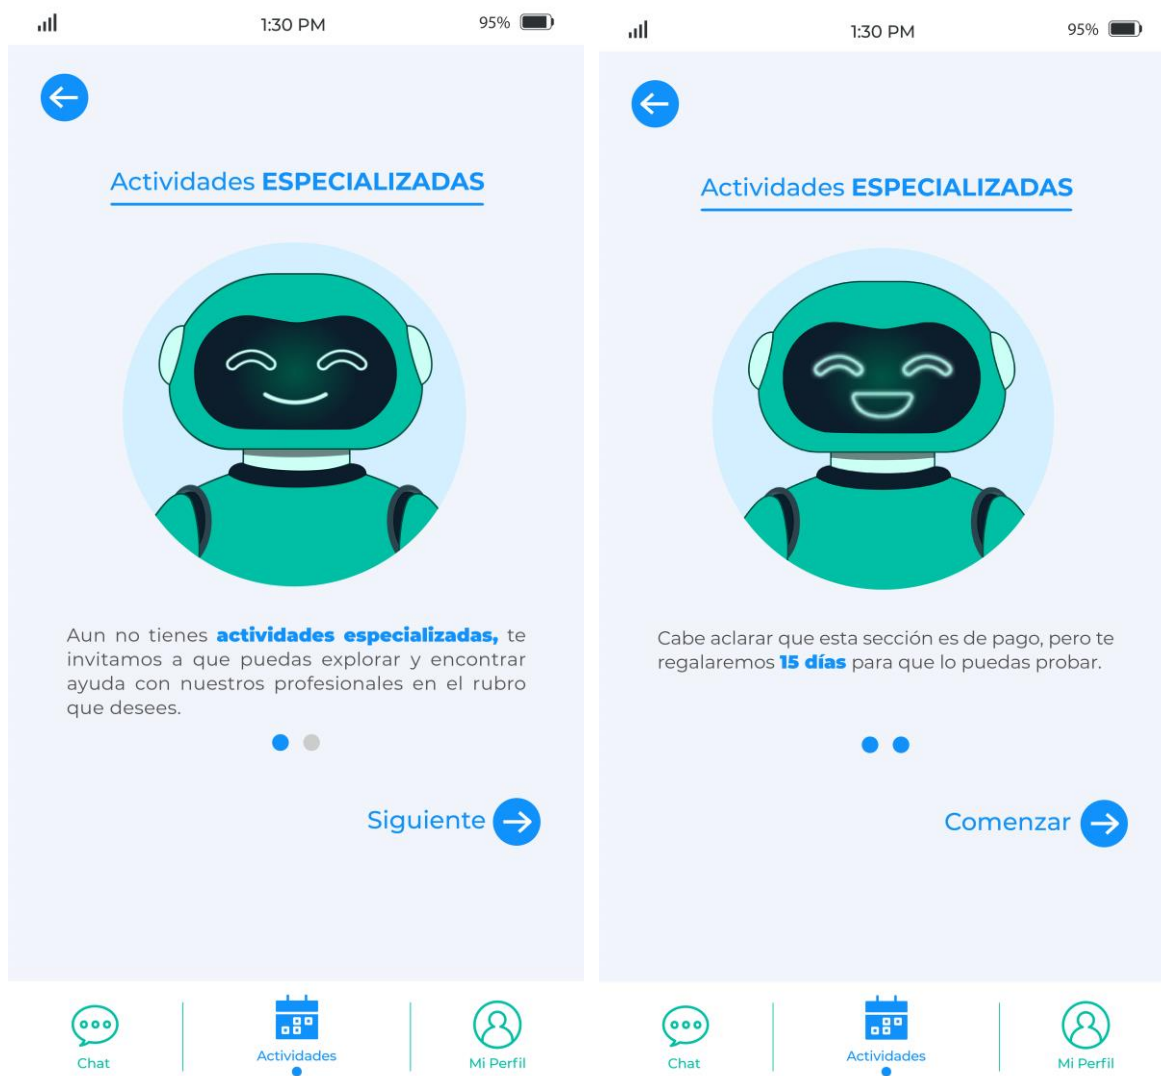 1:30 PM
95%
Actividades ESPECIALIZADAS
Aun no tienes actividades especializadas, te
invitamos a que puedas explorar y encontrar
ayuda con nuestros profesionales en el rubro
que desees.
Siguiente
Chat
Actividades
Mi Perfil
1:30 PM
95%
Actividades ESPECIALIZADAS
Cabe aclarar que esta sección es de pago, pero te
regalaremos 15 días para que lo puedas probar.
Comenzar
Chat
Actividades
Mi Perfil